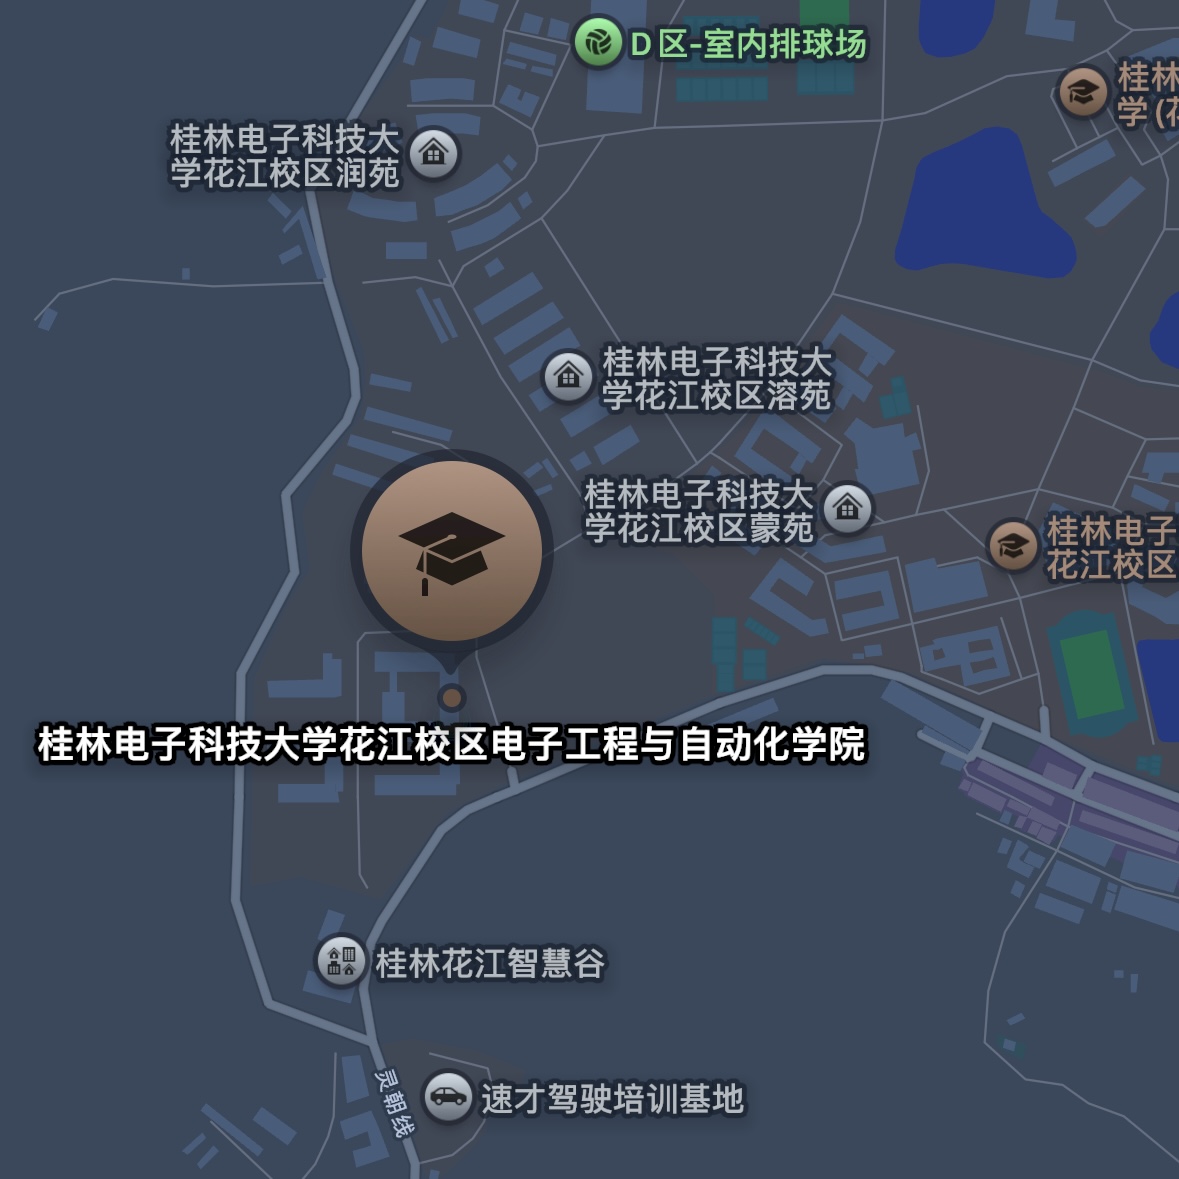 D区-室内排球场
桂林
学(花
桂林电子科技大
学花江校区润苑
桂林电子科技大
学花江校区溶苑
桂林电子科技大
学花江校区蒙苑
桂林电子
花江校区
桂林电子科技大学花江校区电子工程与自动化学院
桂林花江智慧谷
灵朝线
速才驾驶培训基地